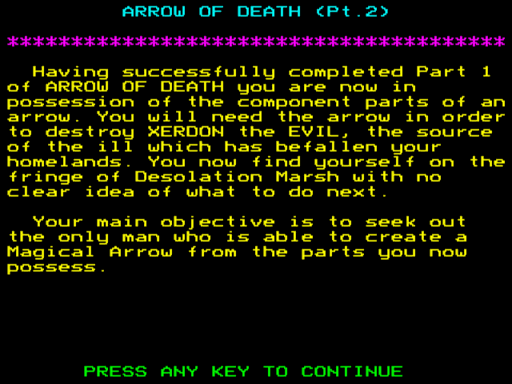 ARROW OF DEATH (Pt.2)
***************************************
Having successfully completed Part 1
of ARROW OF DEATH you are now in
possession of the component parts of an
arrow. You will need the arrow in order
to destroy XERDON the EVIL, the source
of the ill which has befallen your
homelands. You now find yourself on the
fringe of Desolation Marsh with no
clear idea of what to do next.
Your main objective is to seek out
the only man who is able to create a
Magical Arrow from the parts you now
possess.
PRESS ANY KEY TO CONTINUE